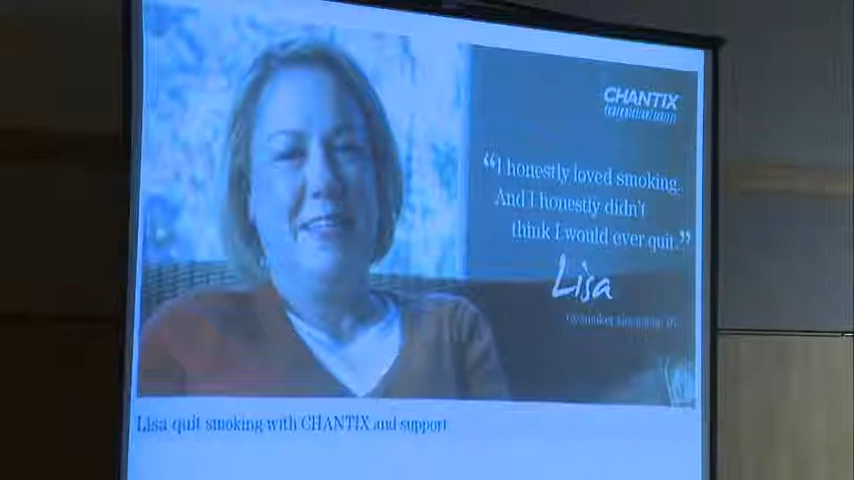 CHANTIX
“I honestly loved smoking.
And I honestly didn't
think I would ever quit.”
Lisa
Lisa quit smoking with CHANTIX and support